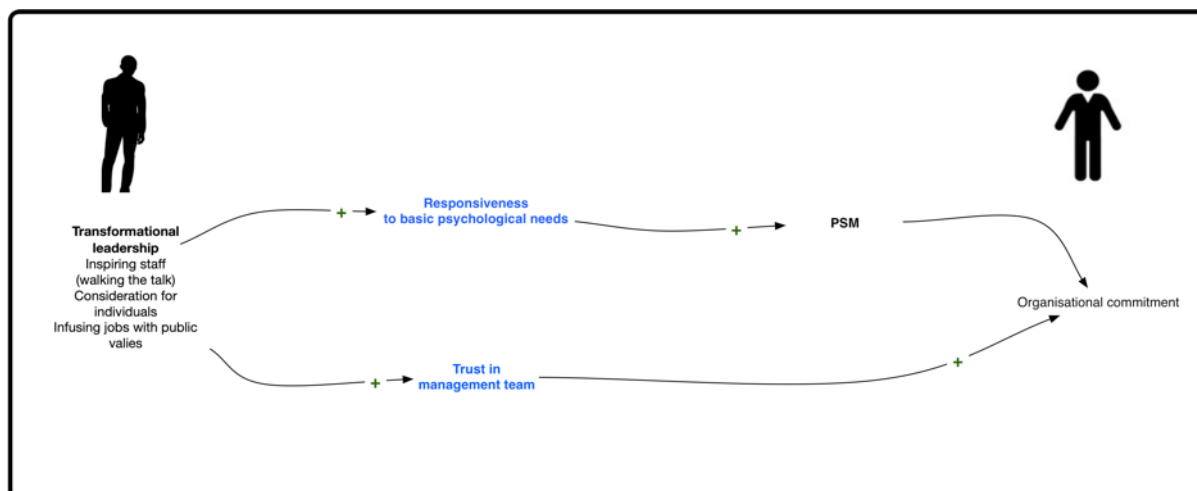 Transformational
leadership
Inspiring staff
(walking the talk)
Consideration for
individuals
Infusing jobs with public
valies
+
Responsiveness
to basic psychological needs
+
PSM
Organisational commitment
+
Trust in
management team
+